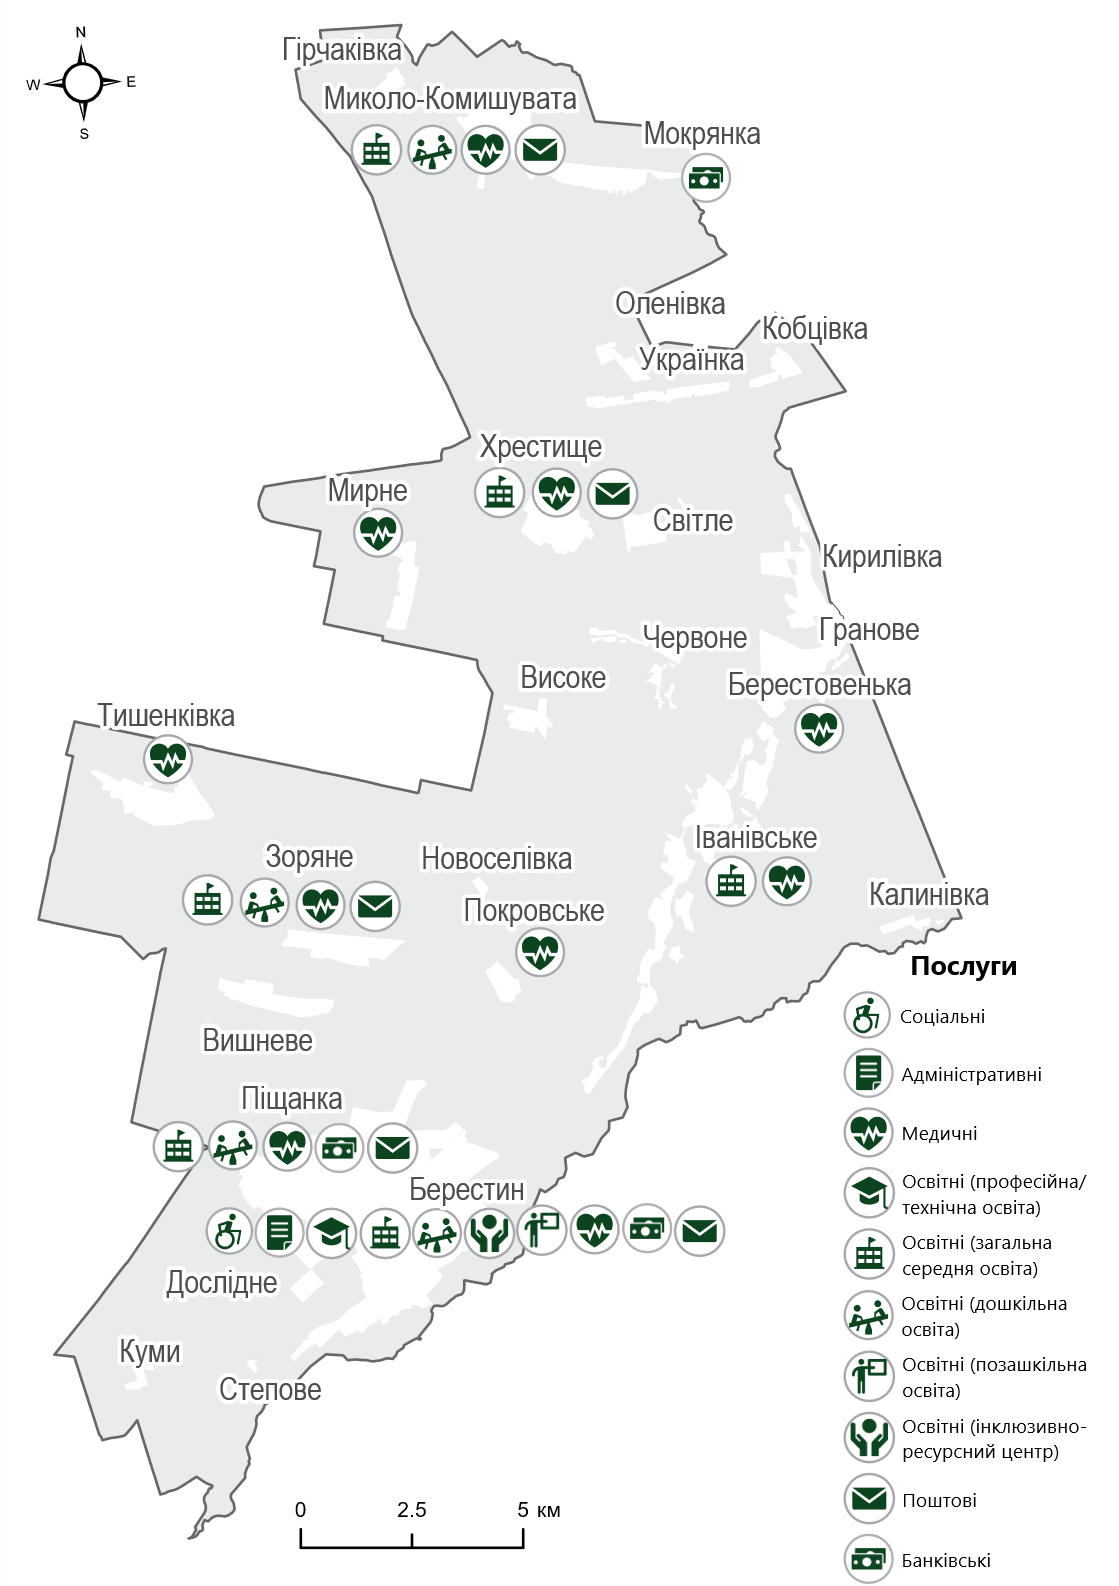 N
W
E
S
Гірчаківка
Миколо-Комишувата
Мокрянка
Оленівка
Кобцівка
Українка
Хрестище
Мирне
Світле
Кирилівка
Гранове
Червоне
Високе
Берестовенька
Тишенківка
Іванівське
Зоряне
Новоселівка
Калинівка
Покровське
Вишневе
Піщанка
Берестин
Дослідне
Куми
Степове
Послуги
Соціальні
Адміністративні
Медичні
Освітні (професійна/
технічна освіта)
Освітні (загальна
середня освіта)
Освітні (дошкільна
освіта)
Освітні (позашкільна
освіта)
Освітні (інклюзивно-
ресурсний центр)
Поштові
Банківські
0 2.5 5 км